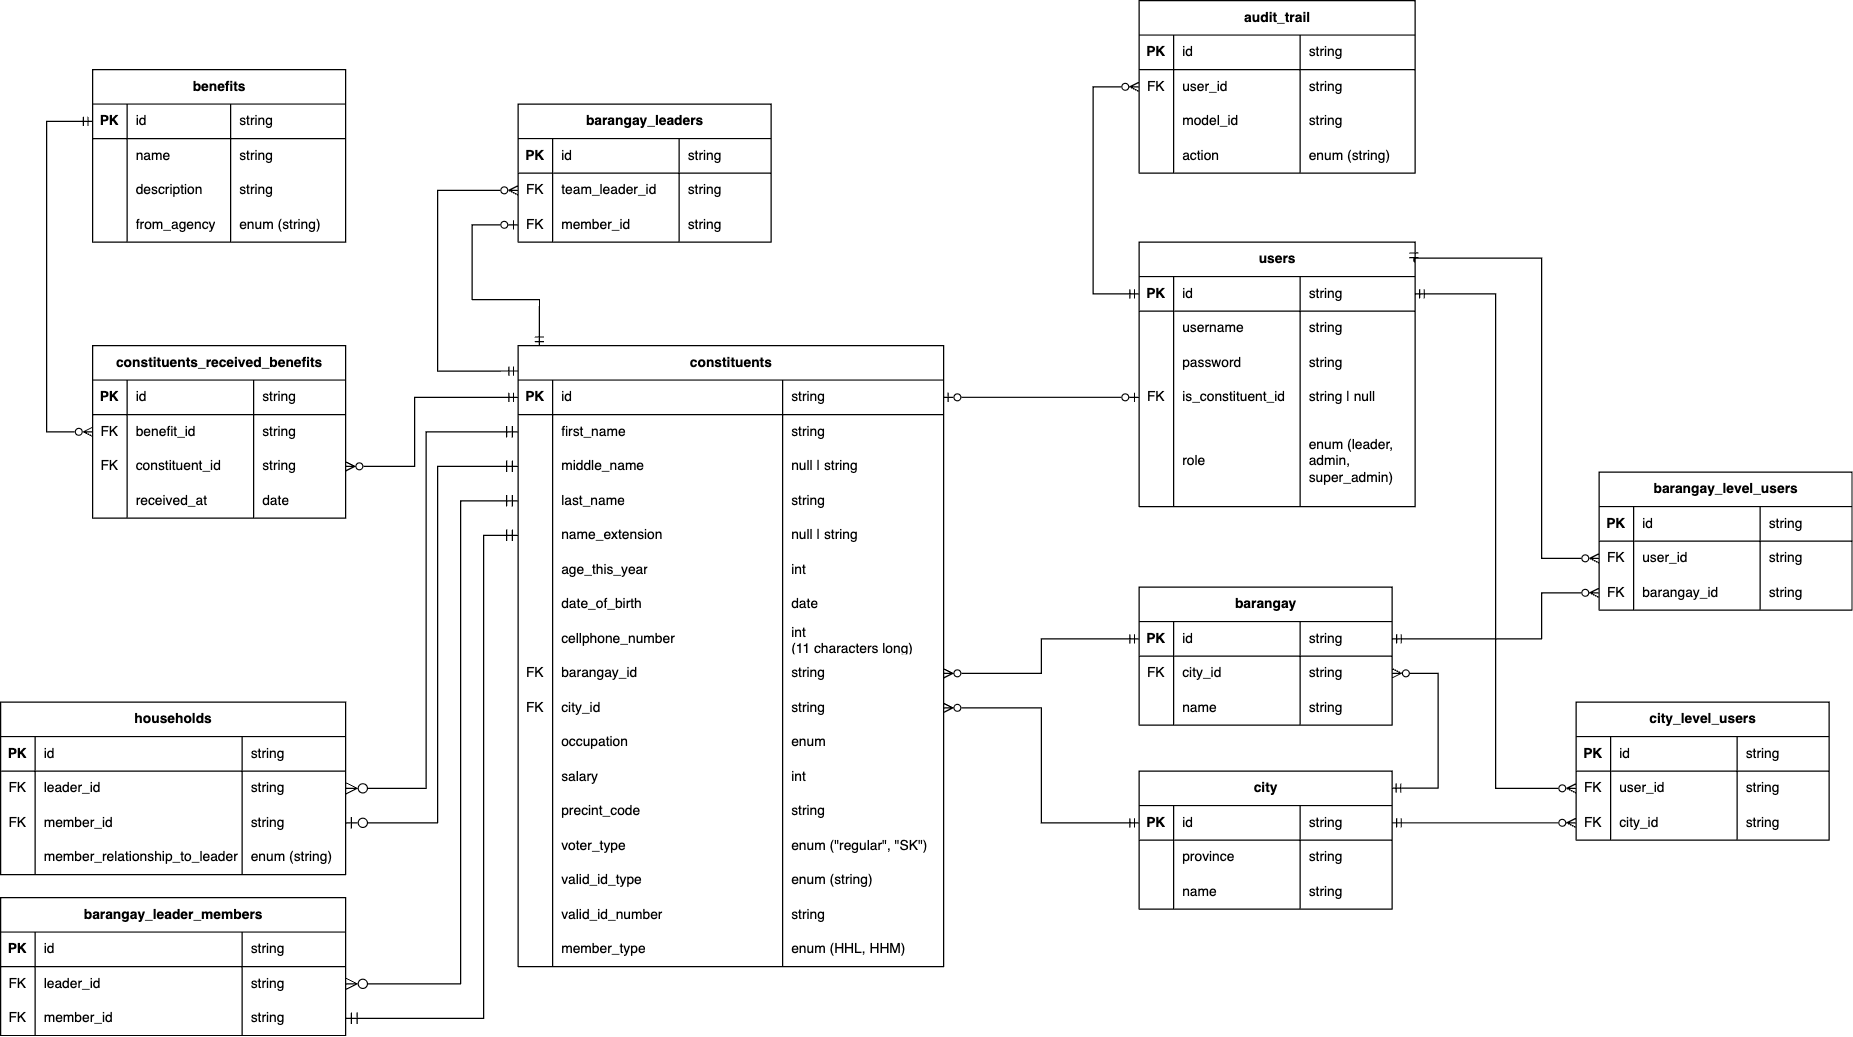 audit_trail
PK id string
FK user_id string
model_id string
action enum (string)
benefits
PK id string
name string
description string
from_agency enum (string)
barangay_leaders
PK id string
FK team_leader_id string
FK member_id string
users
PK id string
username string
password string
FK is_constituent_id string | null
role enum (leader,
admin,
super_admin)
constituents_received_benefits
PK id string
FK benefit_id string
FK constituent_id string
received_at date
constituents
PK id string
first_name string
middle_name null | string
last_name string
name_extension null | string
age_this_year int
date_of_birth date
cellphone_number int
(11 characters long)
FK barangay_id string
FK city_id string
occupation enum
salary int
precint_code string
voter_type enum ("regular", "SK")
valid_id_type enum (string)
valid_id_number string
member_type enum (HHL, HHM)
barangay_level_users
PK id string
FK user_id string
FK barangay_id string
barangay
PK id string
FK city_id string
name string
households
PK id string
FK leader_id string
FK member_id string
member_relationship_to_leader enum (string)
city_level_users
PK id string
FK user_id string
FK city_id string
city
PK id string
province string
name string
barangay_leader_members
PK id string
FK leader_id string
FK member_id string